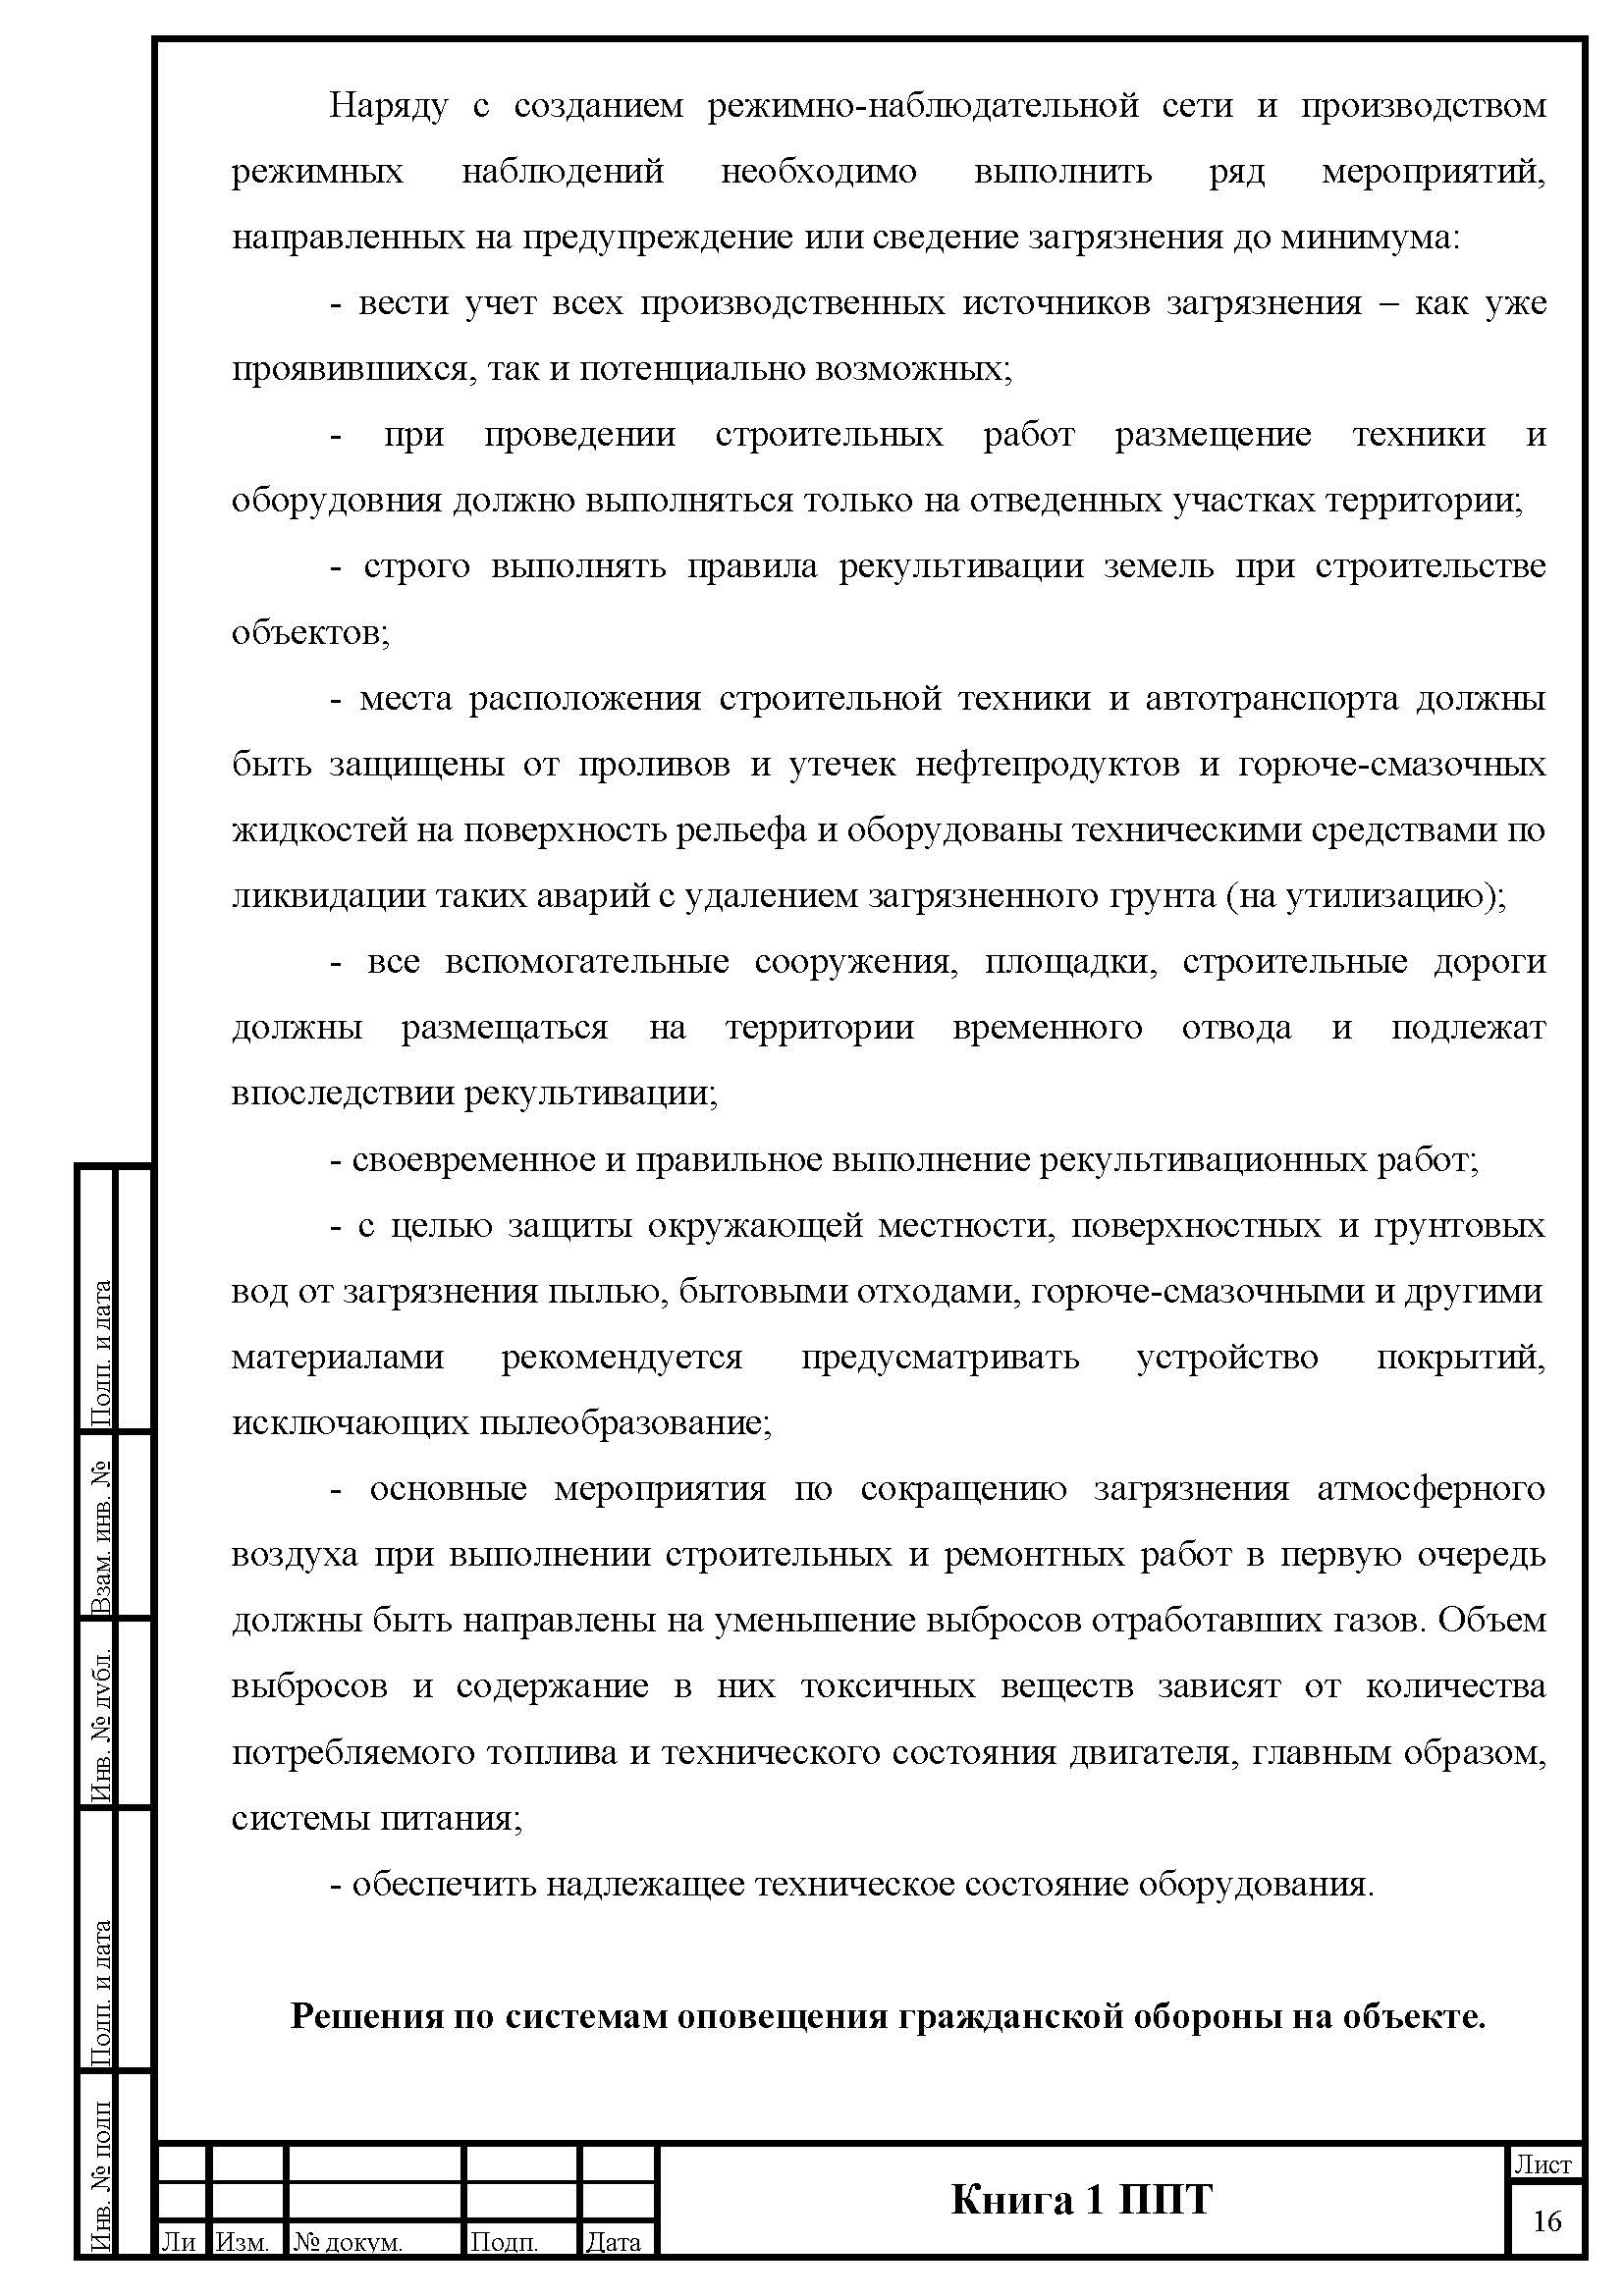 Наряду с созданием режимно-наблюдательной сети и производством
режимных наблюдений необходимо выполнить ряд мероприятий,
направленных на предупреждение или сведение загрязнения до минимума:
- вести учет всех производственных источников загрязнения – как уже
проявившихся, так и потенциально возможных;
- при проведении строительных работ размещение техники и
оборудовния должно выполняться только на отведенных участках территории;
- строго выполнять правила рекультивации земель при строительстве
объектов;
- места расположения строительной техники и автотранспорта должны
быть защищены от проливов и утечек нефтепродуктов и горюче-смазочных
жидкостей на поверхность рельефа и оборудованы техническими средствами по
ликвидации таких аварий с удалением загрязненного грунта (на утилизацию);
- все вспомогательные сооружения, площадки, строительные дороги
должны размещаться на территории временного отвода и подлежат
впоследствии рекультивации;
- своевременное и правильное выполнение рекультивационных работ;
- с целью защиты окружающей местности, поверхностных и грунтовых
вод от загрязнения пылью, бытовыми отходами, горюче-смазочными и другими
материалами рекомендуется предусматривать устройство покрытий,
исключающих пылеобразование;
- основные мероприятия по сокращению загрязнения атмосферного
воздуха при выполнении строительных и ремонтных работ в первую очередь
должны быть направлены на уменьшение выбросов отработавших газов. Объем
выбросов и содержание в них токсичных веществ зависят от количества
потребляемого топлива и технического состояния двигателя, главным образом,
системы питания;
- обеспечить надлежащее техническое состояние оборудования.
Решения по системам оповещения гражданской обороны на объекте.
Подп. и дата
Взам. инв. №
Инв. № дубл.
Подп. и дата
Инв. № подп
Ли Изм. № докум. Подп. Дата
Книга 1 ППТ
Лист
16